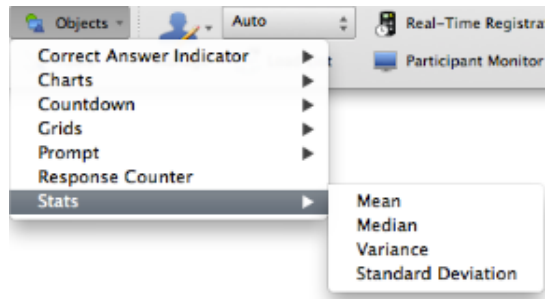 Objects
Auto
Real-Time Registra
Participant Monitor
Correct Answer Indicator
Charts
Countdown
Grids
Prompt
Response Counter
Stats
Mean
Median
Variance
Standard Deviation